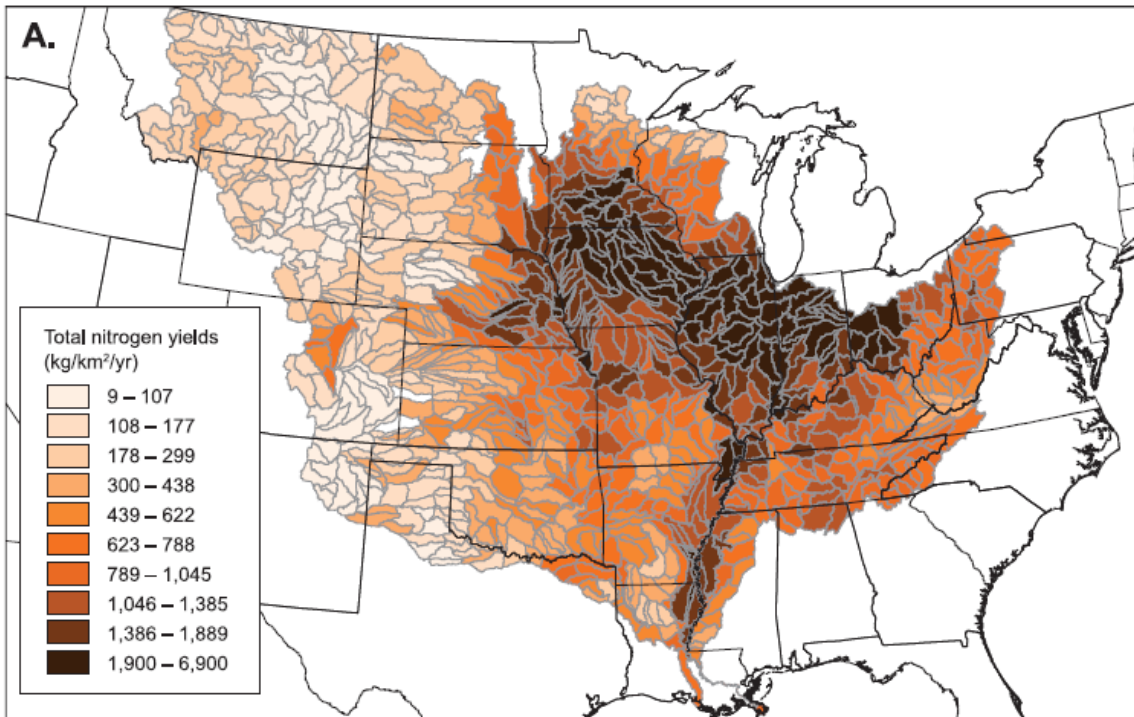 A.
Total nitrogen yields
(kg/km²/yr)
9 – 107
108 – 177
178 – 299
300 – 438
439 – 622
623 – 788
789 – 1,045
1,046 – 1,385
1,386 – 1,889
1,900 – 6,900